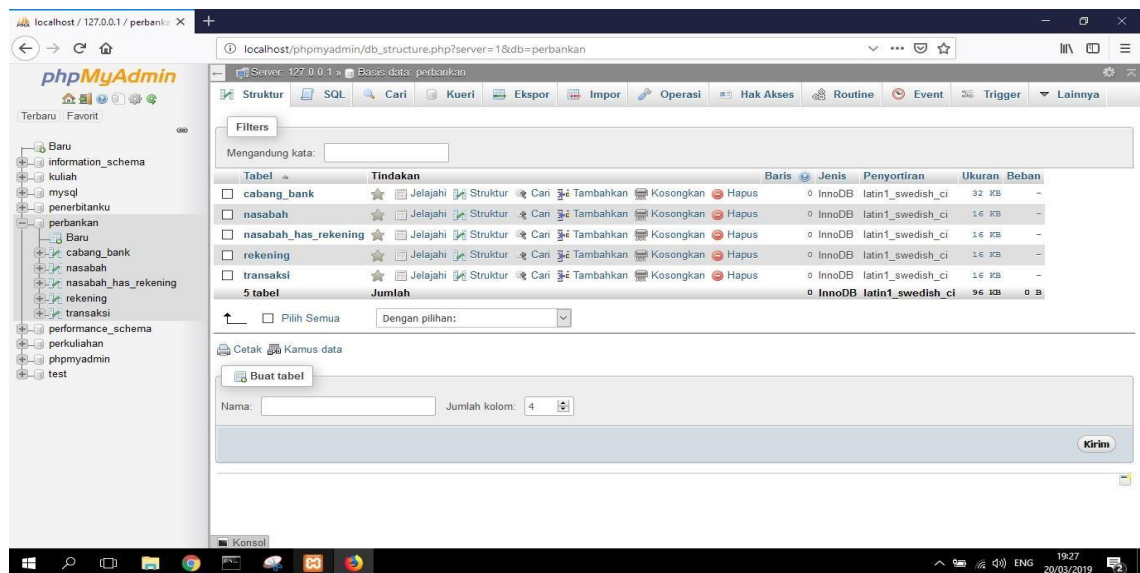 localhost / 127.0.0.1 / perbanka
localhost/phpmyadmin/db_structure.php?server=1&db=perbankan
phpMyAdmin
Terbaru Favorit
Baru
information_schema
kuliah
mysql
penerbitanku
perbankan
Baru
cabang_bank
nasabah
nasabah_has_rekening
rekening
transaksi
performance_schema
perkuliahan
phpmyadmin
test
Server: 127.0.0.1 » Basis data: perbankan
Struktur SQL Cari Kueri Ekspor Impor Operasi Hak Akses Routine Event Trigger Lainnya
Filters
Mengandung kata:
Tabel Tindakan Baris Jenis Penyortiran Ukuran Beban
cabang_bank Jelajahi Struktur Cari Tambahkan Kosongkan Hapus 0 InnoDB latin1_swedish_ci 32 KB -
nasabah Jelajahi Struktur Cari Tambahkan Kosongkan Hapus 0 InnoDB latin1_swedish_ci 16 KB -
nasabah_has_rekening Jelajahi Struktur Cari Tambahkan Kosongkan Hapus 0 InnoDB latin1_swedish_ci 16 KB -
rekening Jelajahi Struktur Cari Tambahkan Kosongkan Hapus 0 InnoDB latin1_swedish_ci 16 KB -
transaksi Jelajahi Struktur Cari Tambahkan Kosongkan Hapus 0 InnoDB latin1_swedish_ci 16 KB -
5 tabel Jumlah 0 InnoDB latin1_swedish_ci 96 KB 0 B
Pilih Semua Dengan pilihan:
Cetak Kamus data
Buat tabel
Nama: Jumlah kolom: 4
Kirim
Konsol
ENG 19:27
20/03/2019